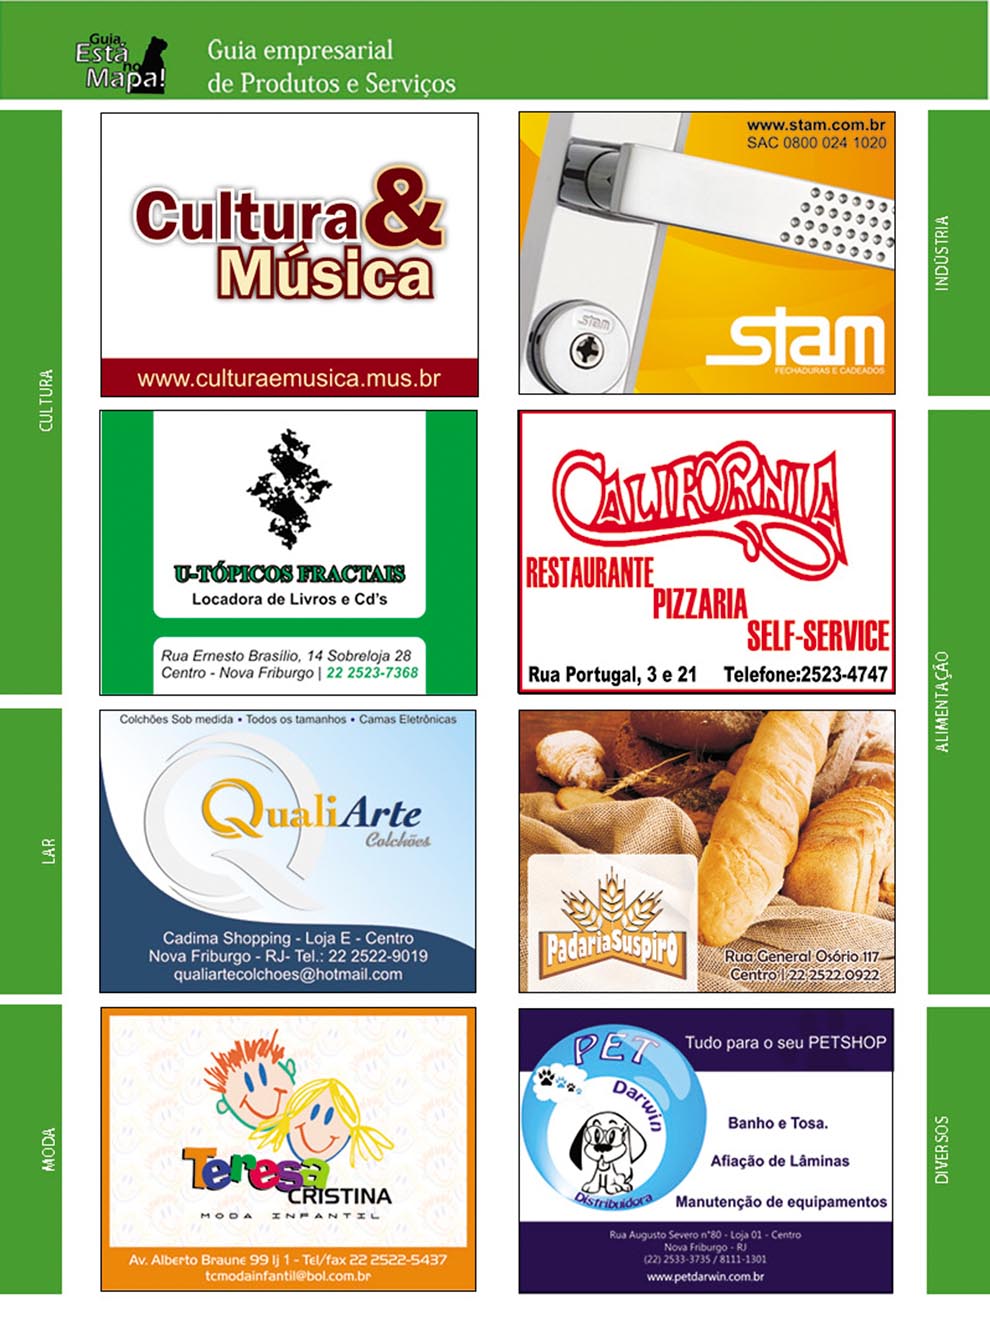 Guia
Está
no
Mapa!
Guia empresarial
de Produtos e Serviços
CULTURA
Cultura &
Música
www.culturaemusica.mus.br
U-TÓPICOS FRACTAIS
Locadora de Livros e Cd's
Rua Ernesto Brasílio, 14 Sobreloja 28
Centro - Nova Friburgo | 22 2523-7368
LAR
Colchões Sob medida • Todos os tamanhos • Camas Eletrônicas
QualiArte
Colchões
Cadima Shopping - Loja E - Centro
Nova Friburgo - RJ- Tel.: 22 2522-9019
qualiartecolchoes@hotmail.com
MODA
Teresa
CRISTINA
MODA INFANTIL
Av. Alberto Braune 99 lj 1 - Tel/fax 22 2522-5437
tcmodainfantil@bol.com.br
INDÚSTRIA
www.stam.com.br
SAC 0800 024 1020
stam
stam
FECHADURAS E CADEADOS
ALIMENTAÇÃO
CALIFORNIA
RESTAURANTE
PIZZARIA
SELF-SERVICE
Rua Portugal, 3 e 21 Telefone:2523-4747
Padaria Suspiro
Rua General Osório 117
Centro | 22 2522.0922
DIVERSOS
PET
Darwin
Distribuidora
Tudo para o seu PETSHOP
Banho e Tosa.
Afiação de Lâminas
Manutenção de equipamentos
Rua Augusto Severo n°80 - Loja 01 - Centro
Nova Friburgo - RJ
(22) 2533-3735 / 8111-1301
www.petdarwin.com.br